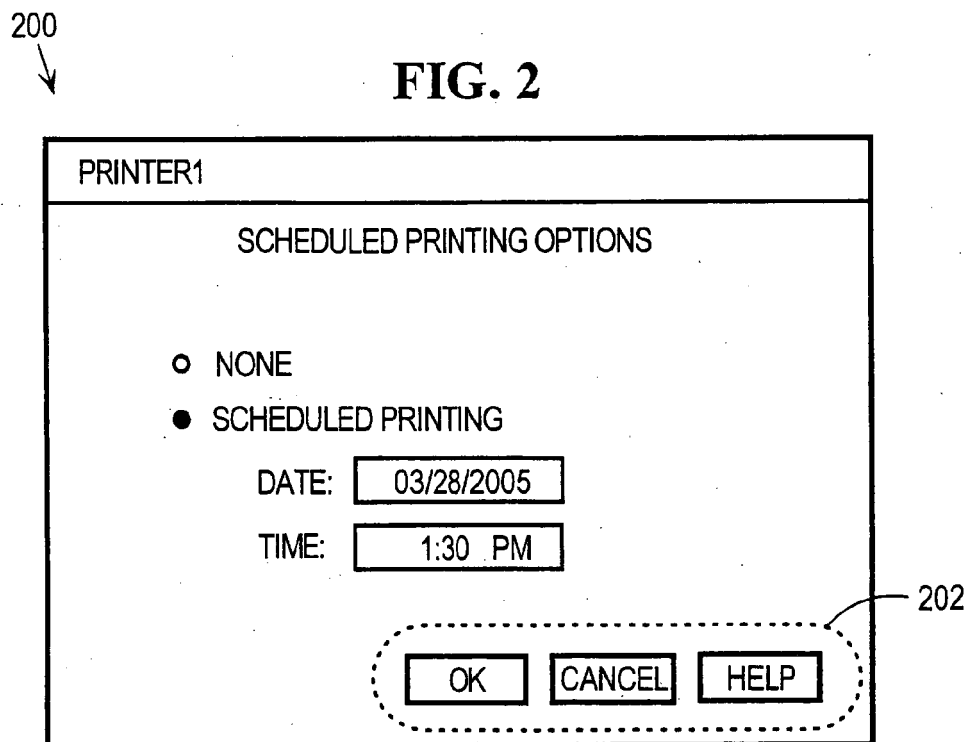 200
FIG. 2
PRINTER1
SCHEDULED PRINTING OPTIONS
NONE
SCHEDULED PRINTING
DATE: 03/28/2005
TIME: 1:30 PM
202
OK CANCEL HELP